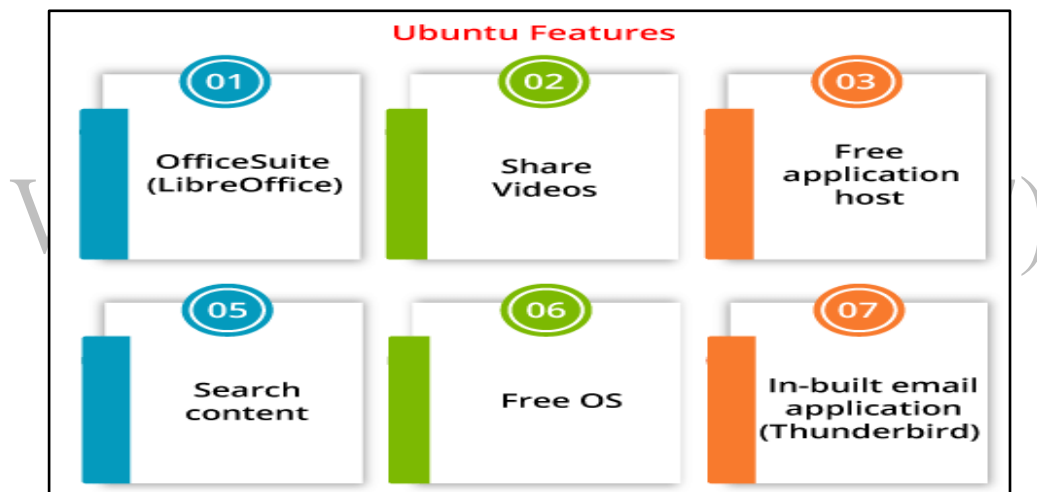 Ubuntu Features
01
OfficeSuite
(LibreOffice)
02
Share
Videos
03
Free
application
host
05
Search
content
06
Free OS
07
In-built email
application
(Thunderbird)